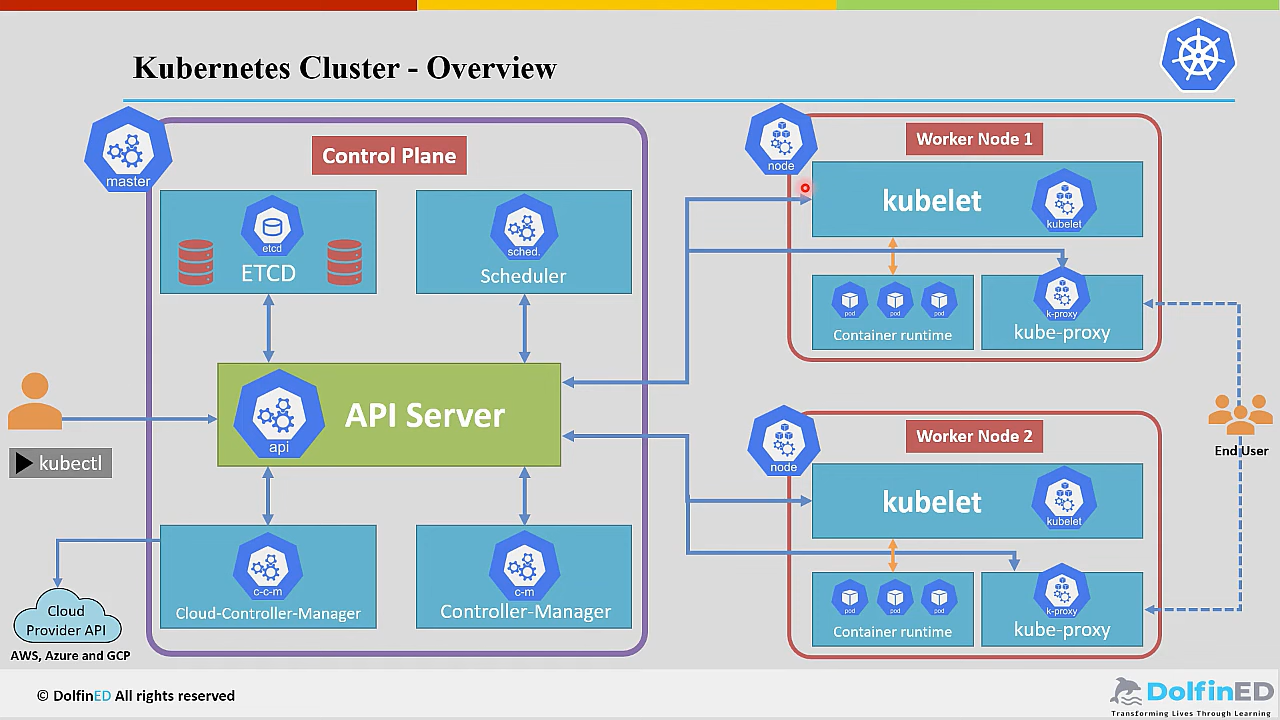 Kubernetes Cluster - Overview
master
Control Plane
etcd
ETCD
sched.
Scheduler
kubectl
api
API Server
c-c-m
Cloud-Controller-Manager
c-m
Controller-Manager
Cloud
Provider API
AWS, Azure and GCP
node
Worker Node 1
kubelet
kubelet
pod
pod
pod
Container runtime
k-proxy
kube-proxy
End User
node
Worker Node 2
kubelet
kubelet
pod
pod
pod
Container runtime
k-proxy
kube-proxy
© DolfinED All rights reserved
DolfinED
Transforming Lives Through Learning